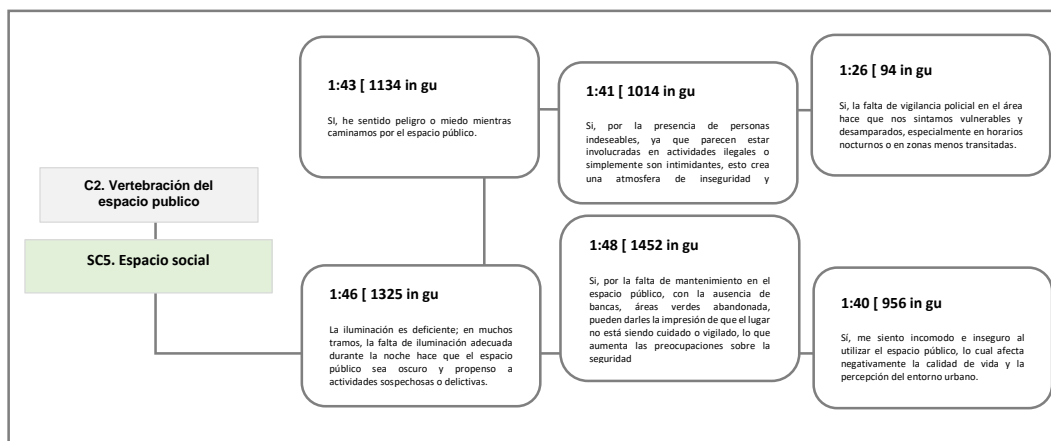 C2. Vertebración del
espacio publico
SC5. Espacio social
1:43 [ 1134 in gu
SI, he sentido peligro o miedo mientras
caminamos por el espacio público.
1:41 [ 1014 in gu
Si, por la presencia de personas
indeseables, ya que parecen estar
involucradas en actividades ilegales o
simplemente son intimidantes, esto crea
una atmosfera de inseguridad y
1:26 [ 94 in gu
Si, la falta de vigilancia policial en el área
hace que nos sintamos vulnerables y
desamparados, especialmente en horarios
nocturnos o en zonas menos transitadas.
1:46 [ 1325 in gu
La iluminación es deficiente; en muchos
tramos, la falta de iluminación adecuada
durante la noche hace que el espacio
público sea oscuro y propenso a
actividades sospechosas o delictivas.
1:48 [ 1452 in gu
Si, por la falta de mantenimiento en el
espacio público, con la ausencia de
bancas, áreas verdes abandonada,
pueden darles la impresión de que el lugar
no está siendo cuidado o vigilado, lo que
aumenta las preocupaciones sobre la
seguridad
1:40 [ 956 in gu
Sí, me siento incomodo e inseguro al
utilizar el espacio público, lo cual afecta
negativamente la calidad de vida y la
percepción del entorno urbano.